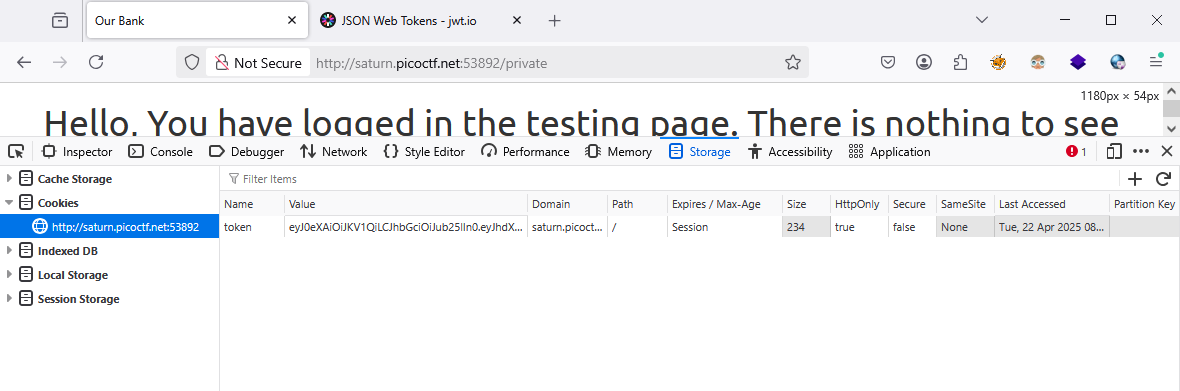 Our Bank
JSON Web Tokens - jwt.io
Not Secure http://saturn.picoctf.net:53892/private
1180px × 54px
Hello. You have logged in the testing page. There is nothing to see
Inspector Console Debugger Network Style Editor Performance Memory Storage Accessibility Application 1
Cache Storage
Filter Items
Cookies
Name Value Domain Path Expires / Max-Age Size HttpOnly Secure SameSite Last Accessed Partition Key
http://saturn.picoctf.net:53892
token eyJ0eXAiOiJKV1QiLCJhbGciOiJub25lIn0.eyJhdX... saturn.picoct... / Session 234 true false None Tue, 22 Apr 2025 08...
Indexed DB
Local Storage
Session Storage